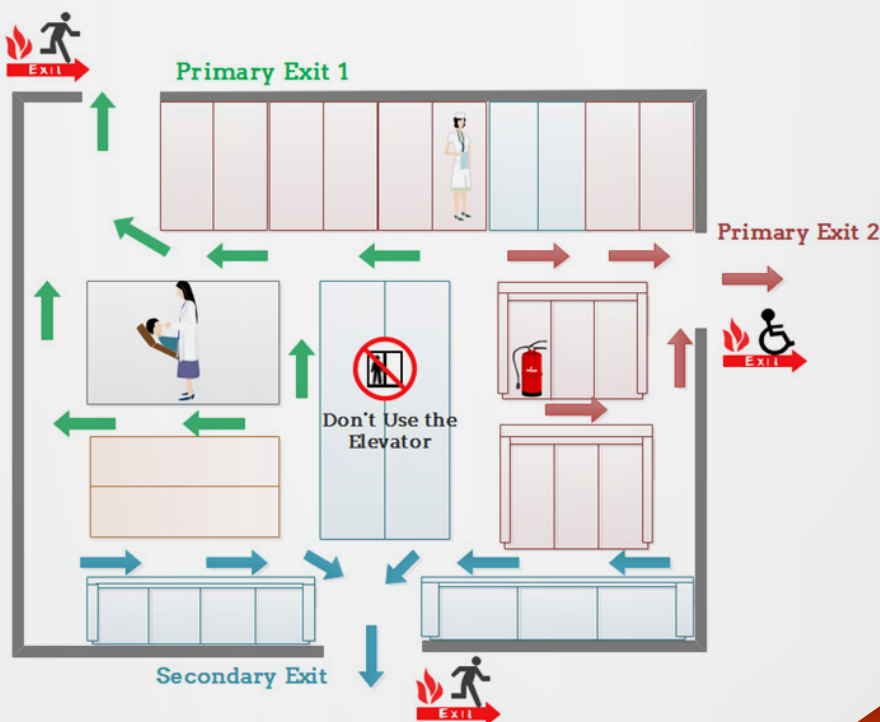 Exit
Primary Exit 1
Primary Exit 2
Exit
Don't Use the
Elevator
Secondary Exit
Exit